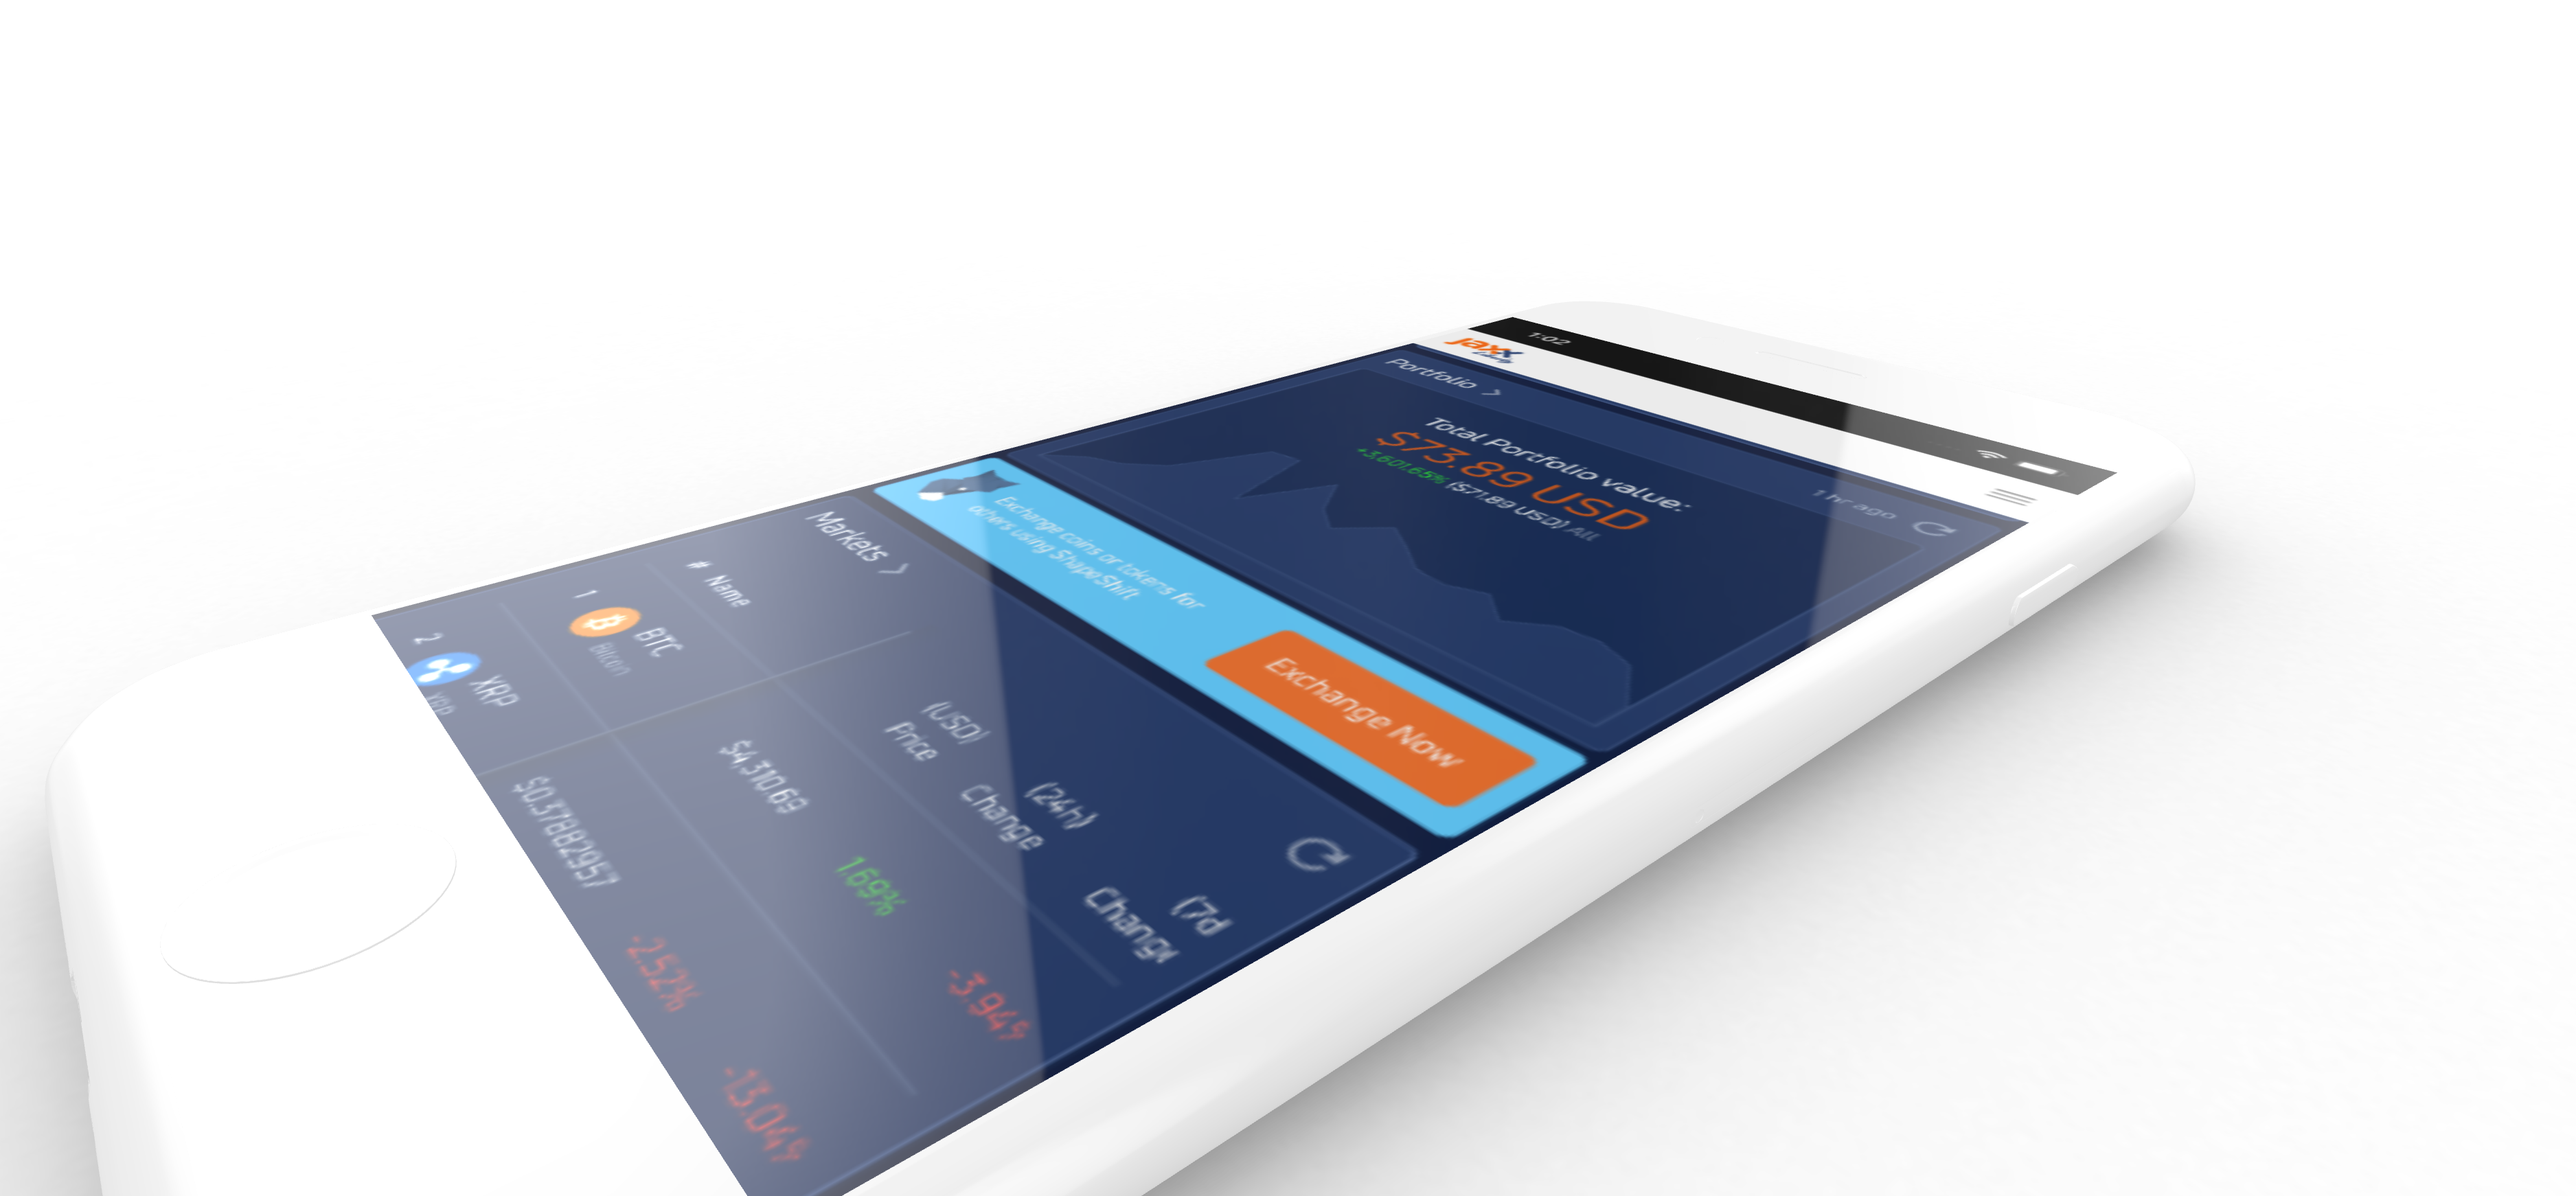 1:02
jaxx
Liberty
Portfolio
1 hr ago
Total Portfolio value:
$73.89 USD
+3,601.65% ($71.89 USD) All
Exchange coins or tokens for
others using ShapeShift
Exchange Now
Markets
# Name
Price
(USD)
Change
(24h)
Change
(7d
1
BTC
Bitcoin
$4,310.69
1.69%
-3.94%
2
XRP
XRP
$0.37882957
-2.52%
-13.04%